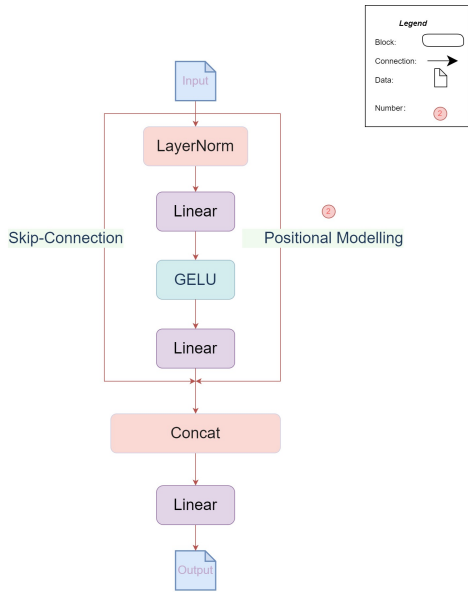 Legend
Block:
Connection:
Data:
Number: 2
Input
LayerNorm
Linear
2
Skip-Connection
Positional Modelling
GELU
Linear
Concat
Linear
Output